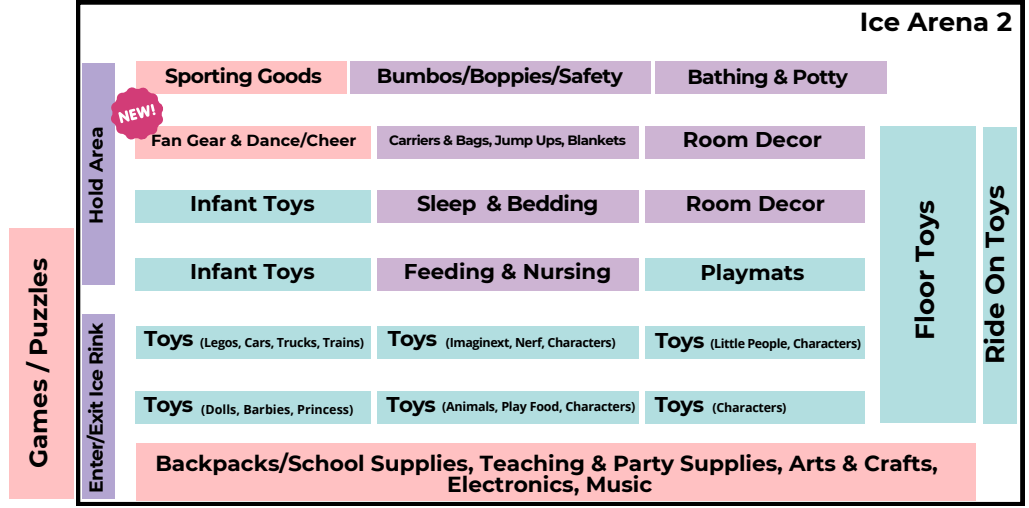 Ice Arena 2
Sporting Goods
Bumbos/Boppies/Safety
Bathing & Potty
NEW!
Hold Area
Fan Gear & Dance/Cheer
Carriers & Bags, Jump Ups, Blankets
Room Decor
Infant Toys
Sleep & Bedding
Room Decor
Infant Toys
Feeding & Nursing
Playmats
Floor Toys
Ride On Toys
Games / Puzzles
Enter/Exit Ice Rink
Toys (Legos, Cars, Trucks, Trains)
Toys (Imaginext, Nerf, Characters)
Toys (Little People, Characters)
Toys (Dolls, Barbies, Princess)
Toys (Animals, Play Food, Characters)
Toys (Characters)
Backpacks/School Supplies, Teaching & Party Supplies, Arts & Crafts,
Electronics, Music